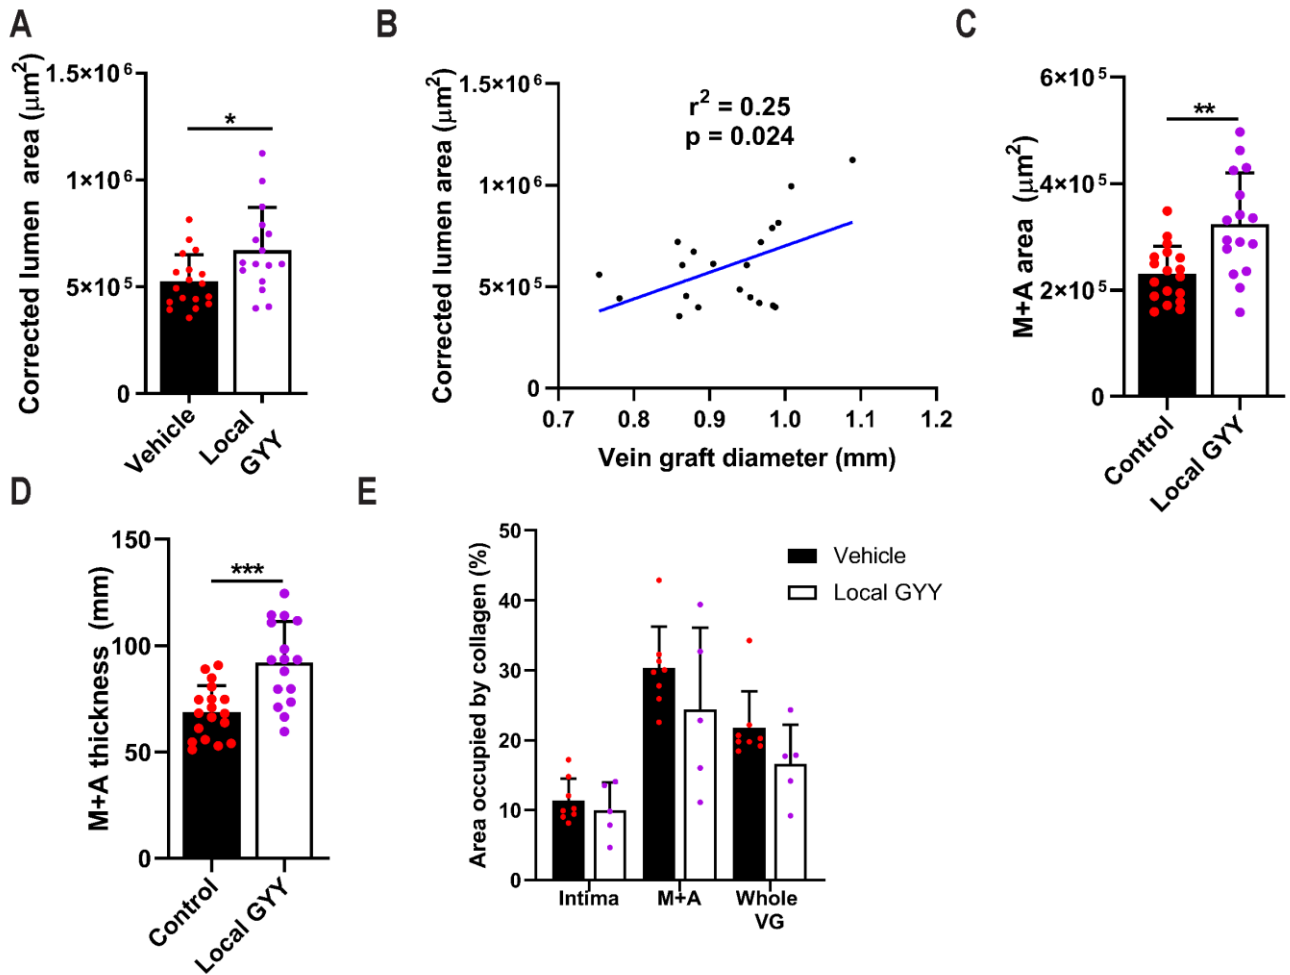 A
Corrected lumen area (μm²)
1.5×10⁶
1×10⁶
5×10⁵
0
*
Vehicle
Local
GYY
B
Corrected lumen area (μm²)
1.5×10⁶
1×10⁶
5×10⁵
0
r² = 0.25
p = 0.024
0.7 0.8 0.9 1.0 1.1 1.2
Vein graft diameter (mm)
C
M+A area (μm²)
6×10⁵
4×10⁵
2×10⁵
0
**
Control
Local GYY
D
M+A thickness (mm)
150
100
50
0
***
Control
Local GYY
E
Area occupied by collagen (%)
50
40
30
20
10
0
Vehicle
Local GYY
Intima M+A Whole
VG